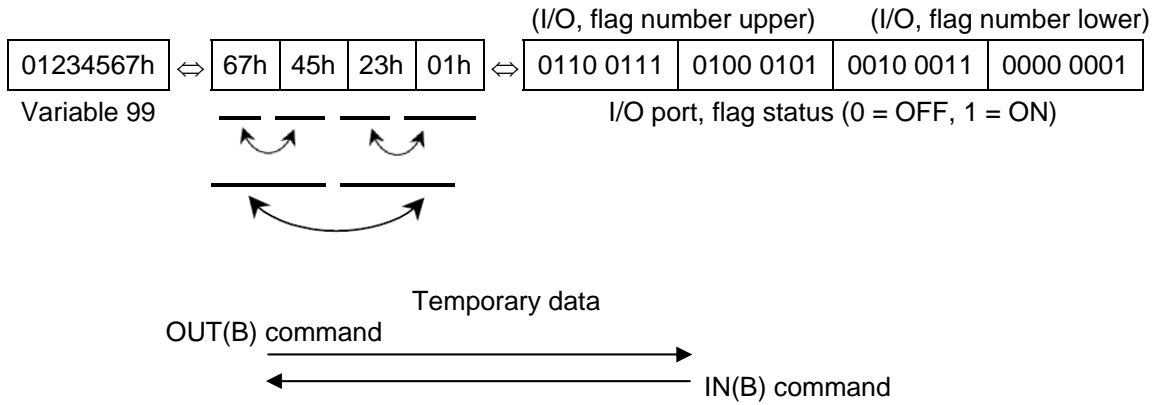 (I/O, flag number upper) (I/O, flag number lower)
01234567h ⇔ 67h 45h 23h 01h ⇔ 0110 0111 0100 0101 0010 0011 0000 0001
Variable 99 I/O port, flag status (0 = OFF, 1 = ON)
Temporary data
OUT(B) command
IN(B) command